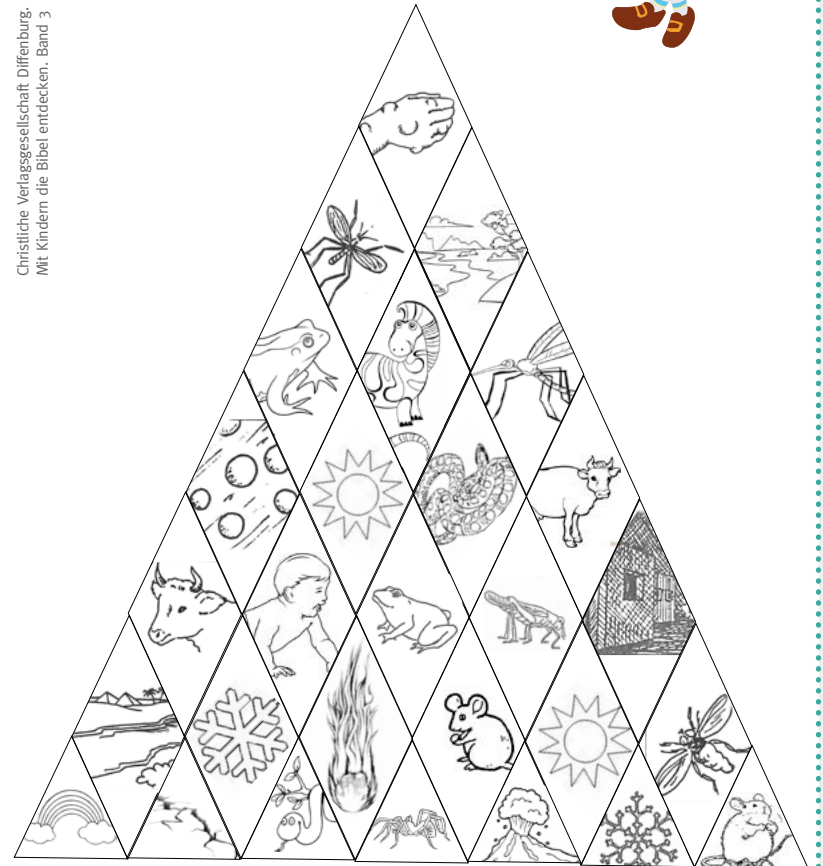 Christliche Verlagsgesellschaft Diffenburg.
Mit Kindern die Bibel entdecken. Band 3